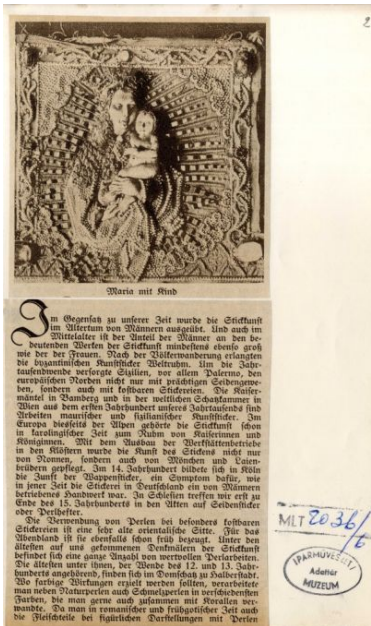 2
Maria mit Kind
Im Gegensatz zu unserer Zeit wurde die Stickkunst
im Altertum von Männern ausgeübt. Und auch im
Mittelalter ist der Anteil der Männer an den be-
deutenden Werken der Stickkunst mindestens ebenso groß
wie der der Frauen. Nach der Völkerwanderung erlangten
die byzantinischen Kunststicker Weltruhm. Um die Jahr-
tausendwende versorgte Sizilien, vor allem Palermo, den
europäischen Norden nicht nur mit prächtigen Seidengewe-
ben, sondern auch mit kostbaren Stickereien. Die Kaiser-
mäntel in Bamberg und in der weltlichen Schatzkammer in
Wien aus dem ersten Jahrhundert unseres Jahrtausends sind
Arbeiten maurischer und sizilianischer Kunststicker. Im
Europa diesseits der Alpen gehörte die Stickkunst schon
in karolingischer Zeit zum Ruhm von Kaiserinnen und
Königinnen. Mit dem Ausbau der Werkstättenbetriebe
in den Klöstern wurde die Kunst des Stickens nicht nur
von Nonnen, sondern auch von Mönchen und Laien-
brüdern gepflegt. Im 14. Jahrhundert bildete sich in Köln
die Zunft der Wappensticker, ein Symptom dafür, wie
in jener Zeit die Stickerei in Deutschland ein von Männern
betriebenes Handwerk war. In Schlesien treffen wir erst zu
Ende des 15. Jahrhunderts in den Akten auf Seidensticker
oder Perlhefter.
Die Verwendung von Perlen bei besonders kostbaren
Stickereien ist eine sehr alte orientalische Sitte. Für das
Abendland ist sie ebenfalls schon früh bezeugt. Unter den
ältesten auf uns gekommenen Denkmälern der Stickkunst
befindet sich eine ganze Anzahl von wertvollen Perlarbeiten.
Die ältesten unter ihnen, der Wende des 12. und 13. Jahr-
hunderts angehörend, finden sich im Domschatz zu Halberstadt.
Wo farbige Wirkungen erzielt werden sollten, verarbeitete
man neben Naturperlen auch Schmelzperlen in verschiedensten
Farben, die man gerne auch zusammen mit Korallen ver-
wandte. Da man in romanischer und frühgotischer Zeit auch
die Fleischteile bei figürlichen Darstellungen mit Perlen
MLT 2036/6
IPARMŰVÉSZETI
Adattár
MUZEUM